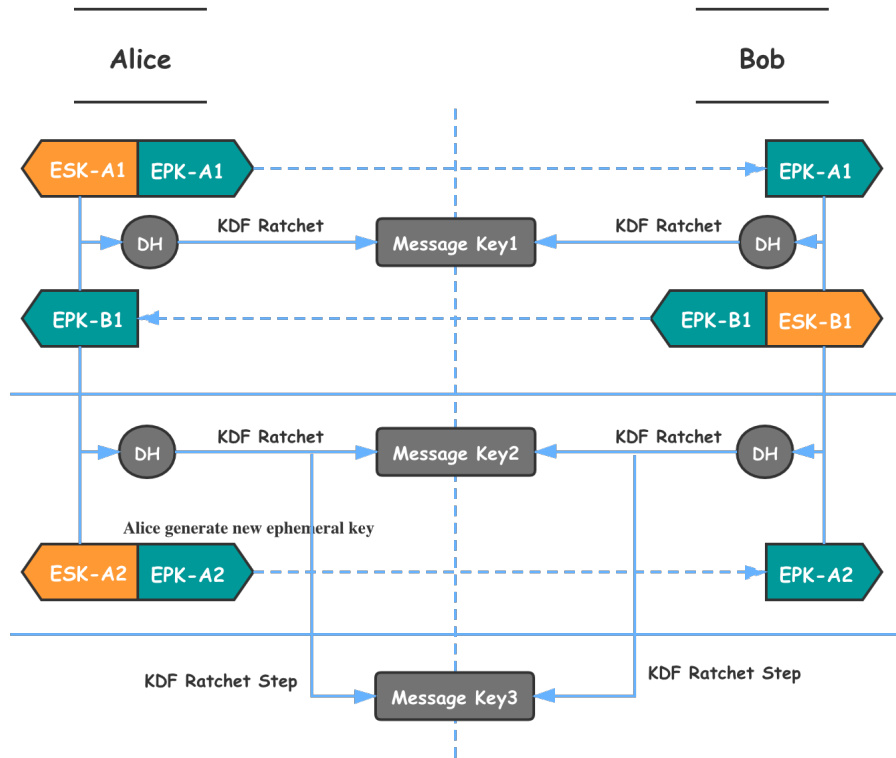 Alice
Bob
ESK-A1
EPK-A1
EPK-A1
KDF Ratchet
KDF Ratchet
DH
Message Key1
DH
EPK-B1
EPK-B1
ESK-B1
KDF Ratchet
KDF Ratchet
DH
Message Key2
DH
Alice generate new ephemeral key
ESK-A2
EPK-A2
EPK-A2
KDF Ratchet Step
KDF Ratchet Step
Message Key3